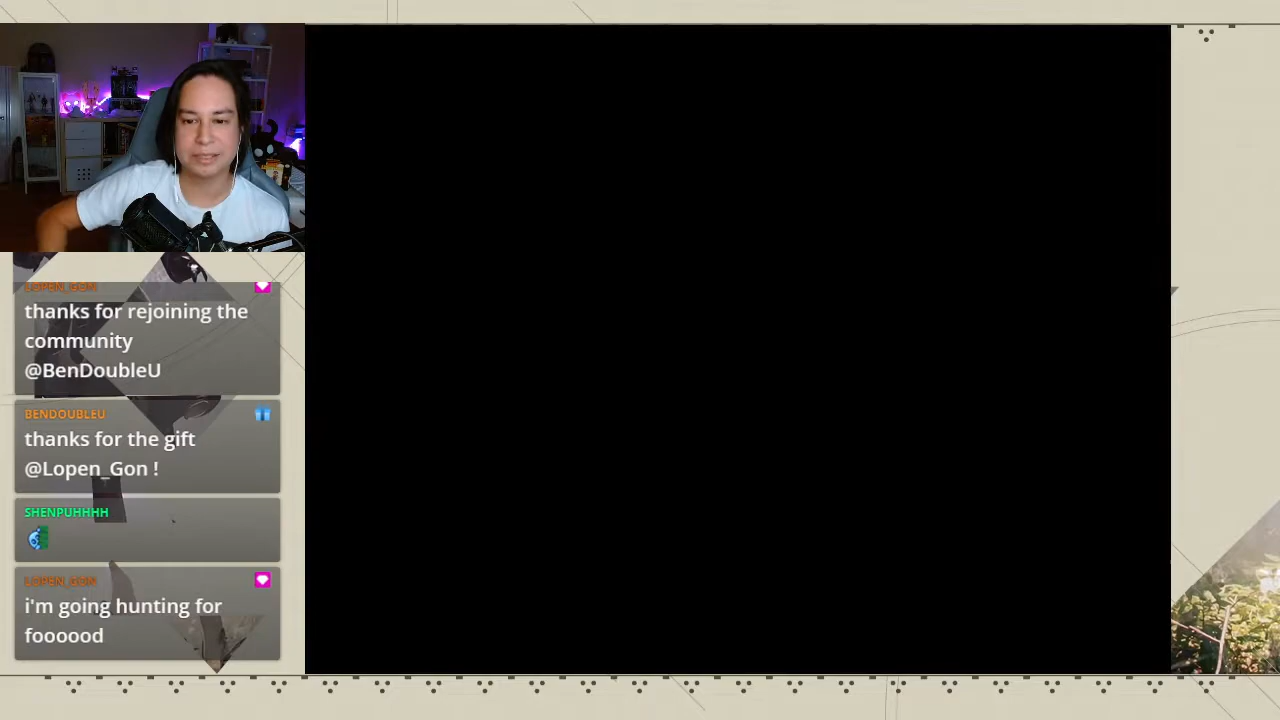 LOPEN_GON
thanks for rejoining the
community
@BenDoubleU
BENDOUBLEU
thanks for the gift
@Lopen_Gon !
SHENPUHHHH
LOPEN_GON
i'm going hunting for
foooood